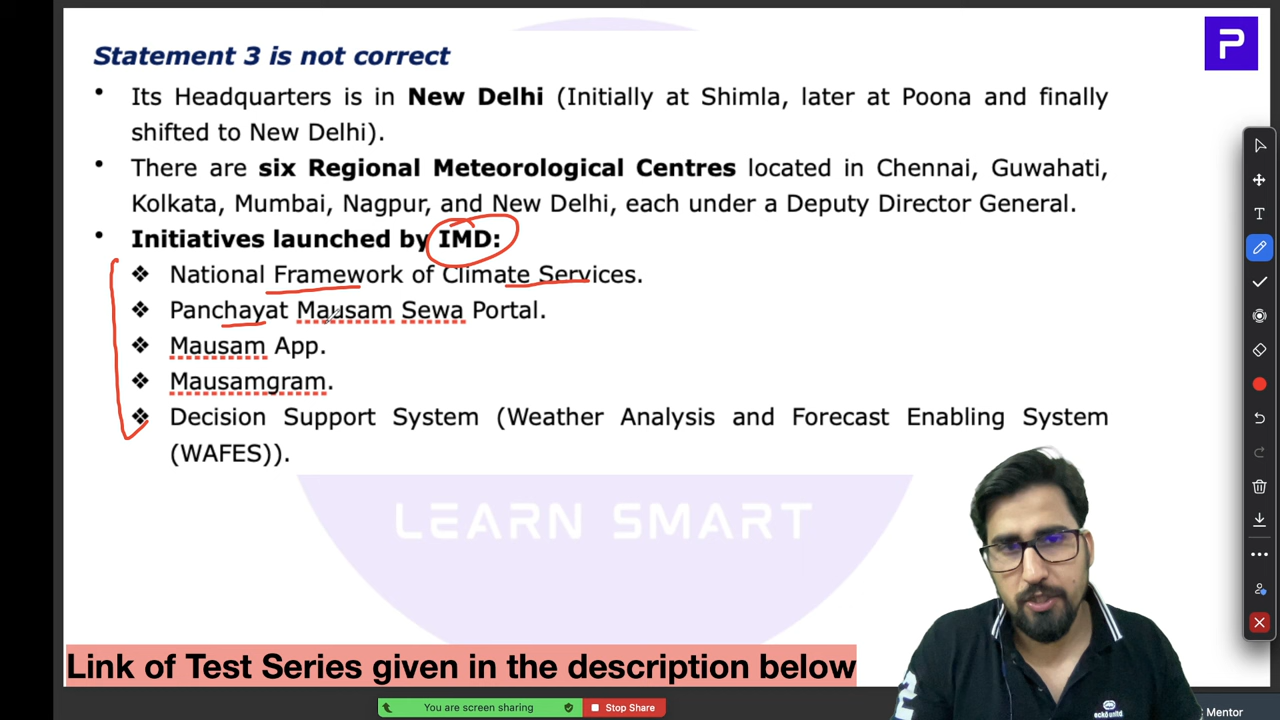 P
Statement 3 is not correct
• Its Headquarters is in New Delhi (Initially at Shimla, later at Poona and finally
shifted to New Delhi).
• There are six Regional Meteorological Centres located in Chennai, Guwahati,
Kolkata, Mumbai, Nagpur, and New Delhi, each under a Deputy Director General.
• Initiatives launched by IMD:
❖ National Framework of Climate Services.
❖ Panchayat Mausam Sewa Portal.
❖ Mausam App.
❖ Mausamgram.
❖ Decision Support System (Weather Analysis and Forecast Enabling System
(WAFES)).
LEARN SMART
Link of Test Series given in the description below
You are screen sharing
Stop Share
2
ecko unltd
Mentor